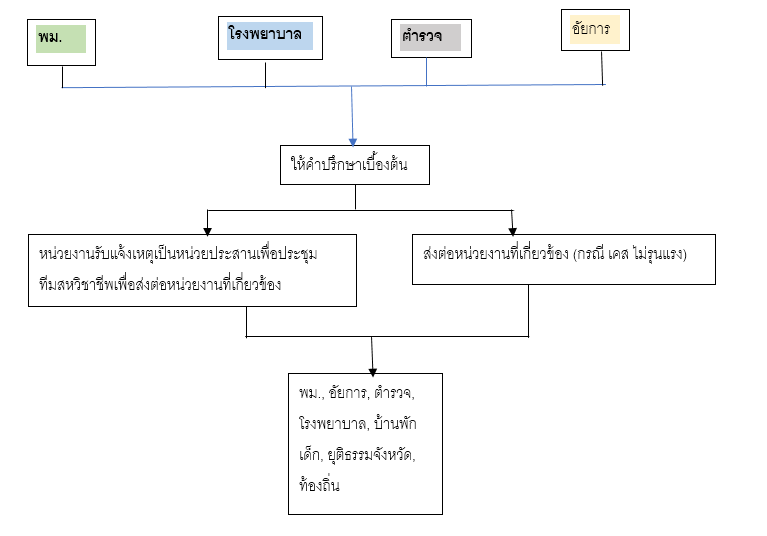 พม.
โรงพยาบาล
ตำรวจ
อัยการ
ให้คำปรึกษาเบื้องต้น
หน่วยงานรับแจ้งเหตุเป็นหน่วยประสานเพื่อประชุม
ทีมสหวิชาชีพเพื่อส่งต่อหน่วยงานที่เกี่ยวข้อง
ส่งต่อหน่วยงานที่เกี่ยวข้อง (กรณี เคส ไม่รุนแรง)
พม., อัยการ, ตำรวจ,
โรงพยาบาล, บ้านพัก
เด็ก, ยุติธรรมจังหวัด,
ท้องถิ่น